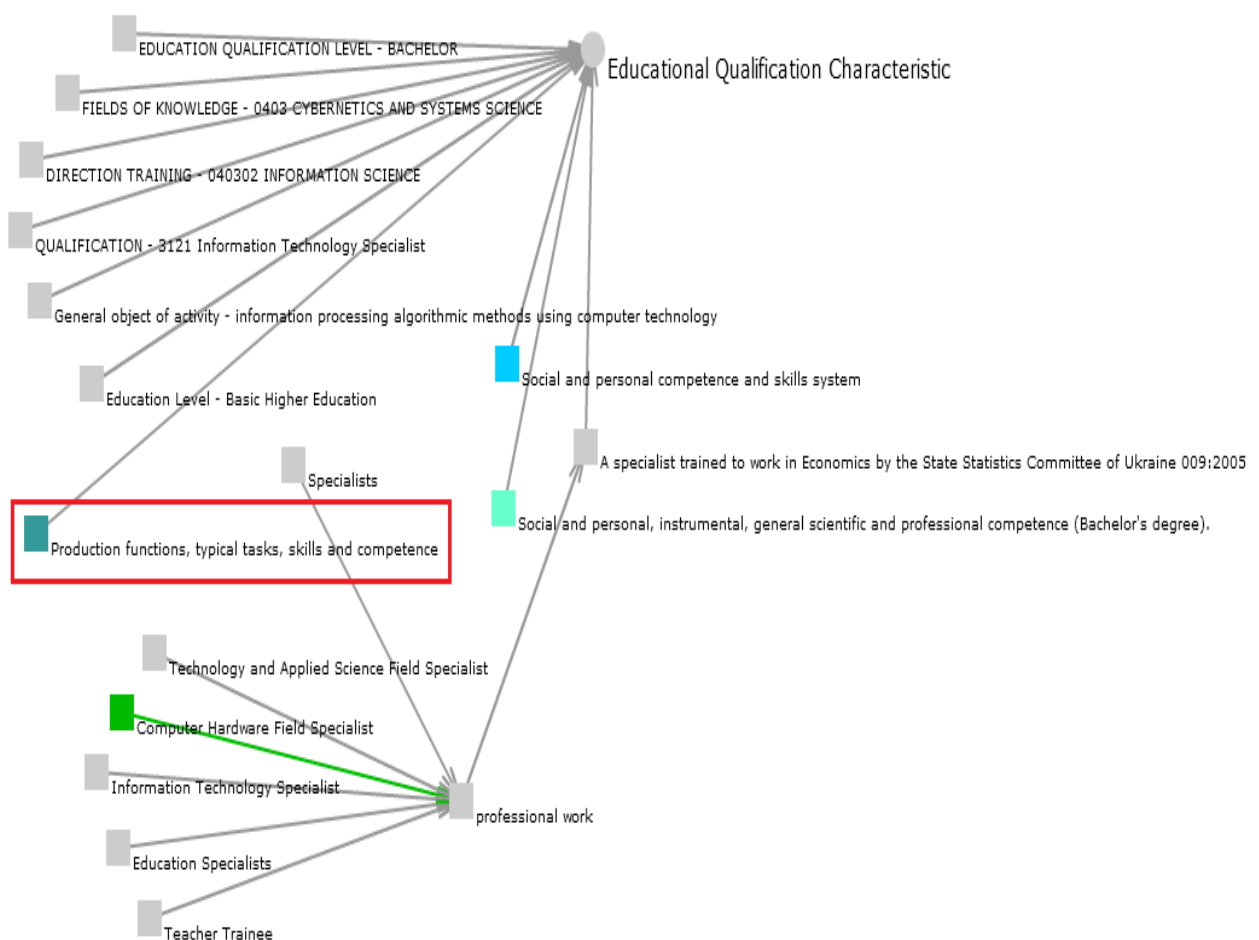 EDUCATION QUALIFICATION LEVEL - BACHELOR
Educational Qualification Characteristic
FIELDS OF KNOWLEDGE - 0403 CYBERNETICS AND SYSTEMS SCIENCE
DIRECTION TRAINING - 040302 INFORMATION SCIENCE
QUALIFICATION - 3121 Information Technology Specialist
General object of activity - information processing algorithmic methods using computer technology
Social and personal competence and skills system
Education Level - Basic Higher Education
A specialist trained to work in Economics by the State Statistics Committee of Ukraine 009:2005
Specialists
Social and personal, instrumental, general scientific and professional competence (Bachelor's degree).
Production functions, typical tasks, skills and competence
Technology and Applied Science Field Specialist
Computer Hardware Field Specialist
Information Technology Specialist
professional work
Education Specialists
Teacher Trainee